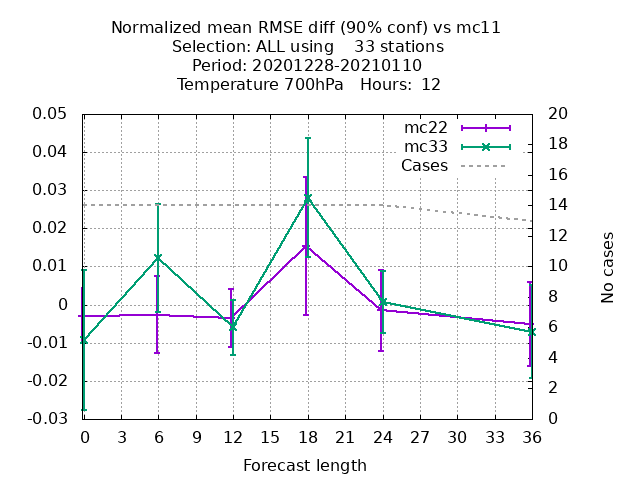 Normalized mean RMSE diff (90% conf) vs mc11
Selection: ALL using    33 stations
Period: 20201228-20210110
Temperature 700hPa   Hours:  12
0.05
0.04
0.03
0.02
0.01
0
-0.01
-0.02
-0.03
mc22
mc33
Cases
20
18
16
14
12
10
8
6
4
2
0
No cases
0 3 6 9 12 15 18 21 24 27 30 33 36
Forecast length